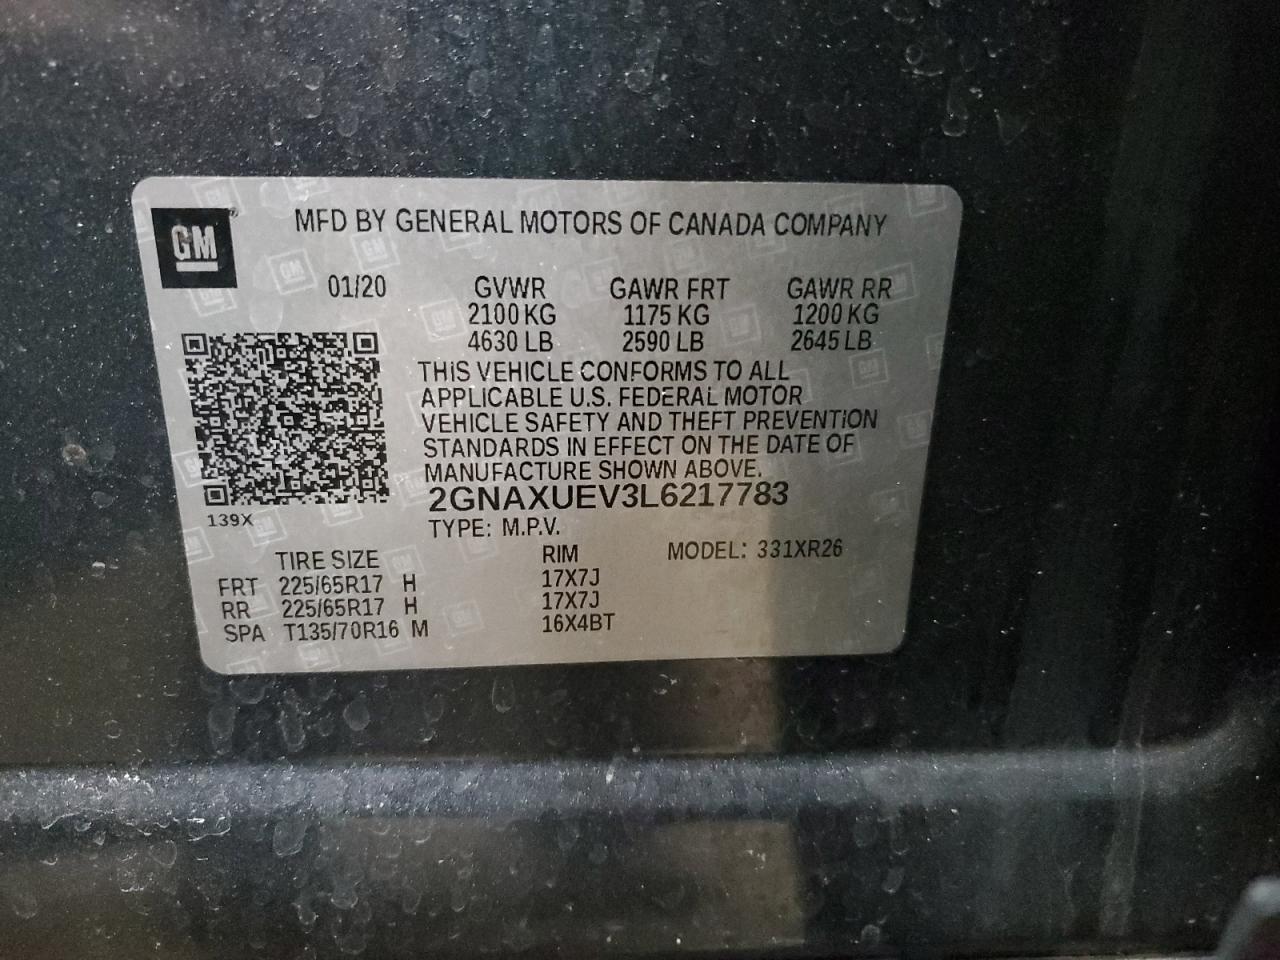 GM®
MFD BY GENERAL MOTORS OF CANADA COMPANY
01/20 GVWR GAWR FRT GAWR RR
2100 KG 1175 KG 1200 KG
4630 LB 2590 LB 2645 LB
THIS VEHICLE CONFORMS TO ALL
APPLICABLE U.S. FEDERAL MOTOR
VEHICLE SAFETY AND THEFT PREVENTION
STANDARDS IN EFFECT ON THE DATE OF
MANUFACTURE SHOWN ABOVE.
2GNAXUEV3L6217783
139X
TYPE: M.P.V.
TIRE SIZE RIM MODEL: 331XR26
FRT 225/65R17 H 17X7J
RR 225/65R17 H 17X7J
SPA T135/70R16 M 16X4BT